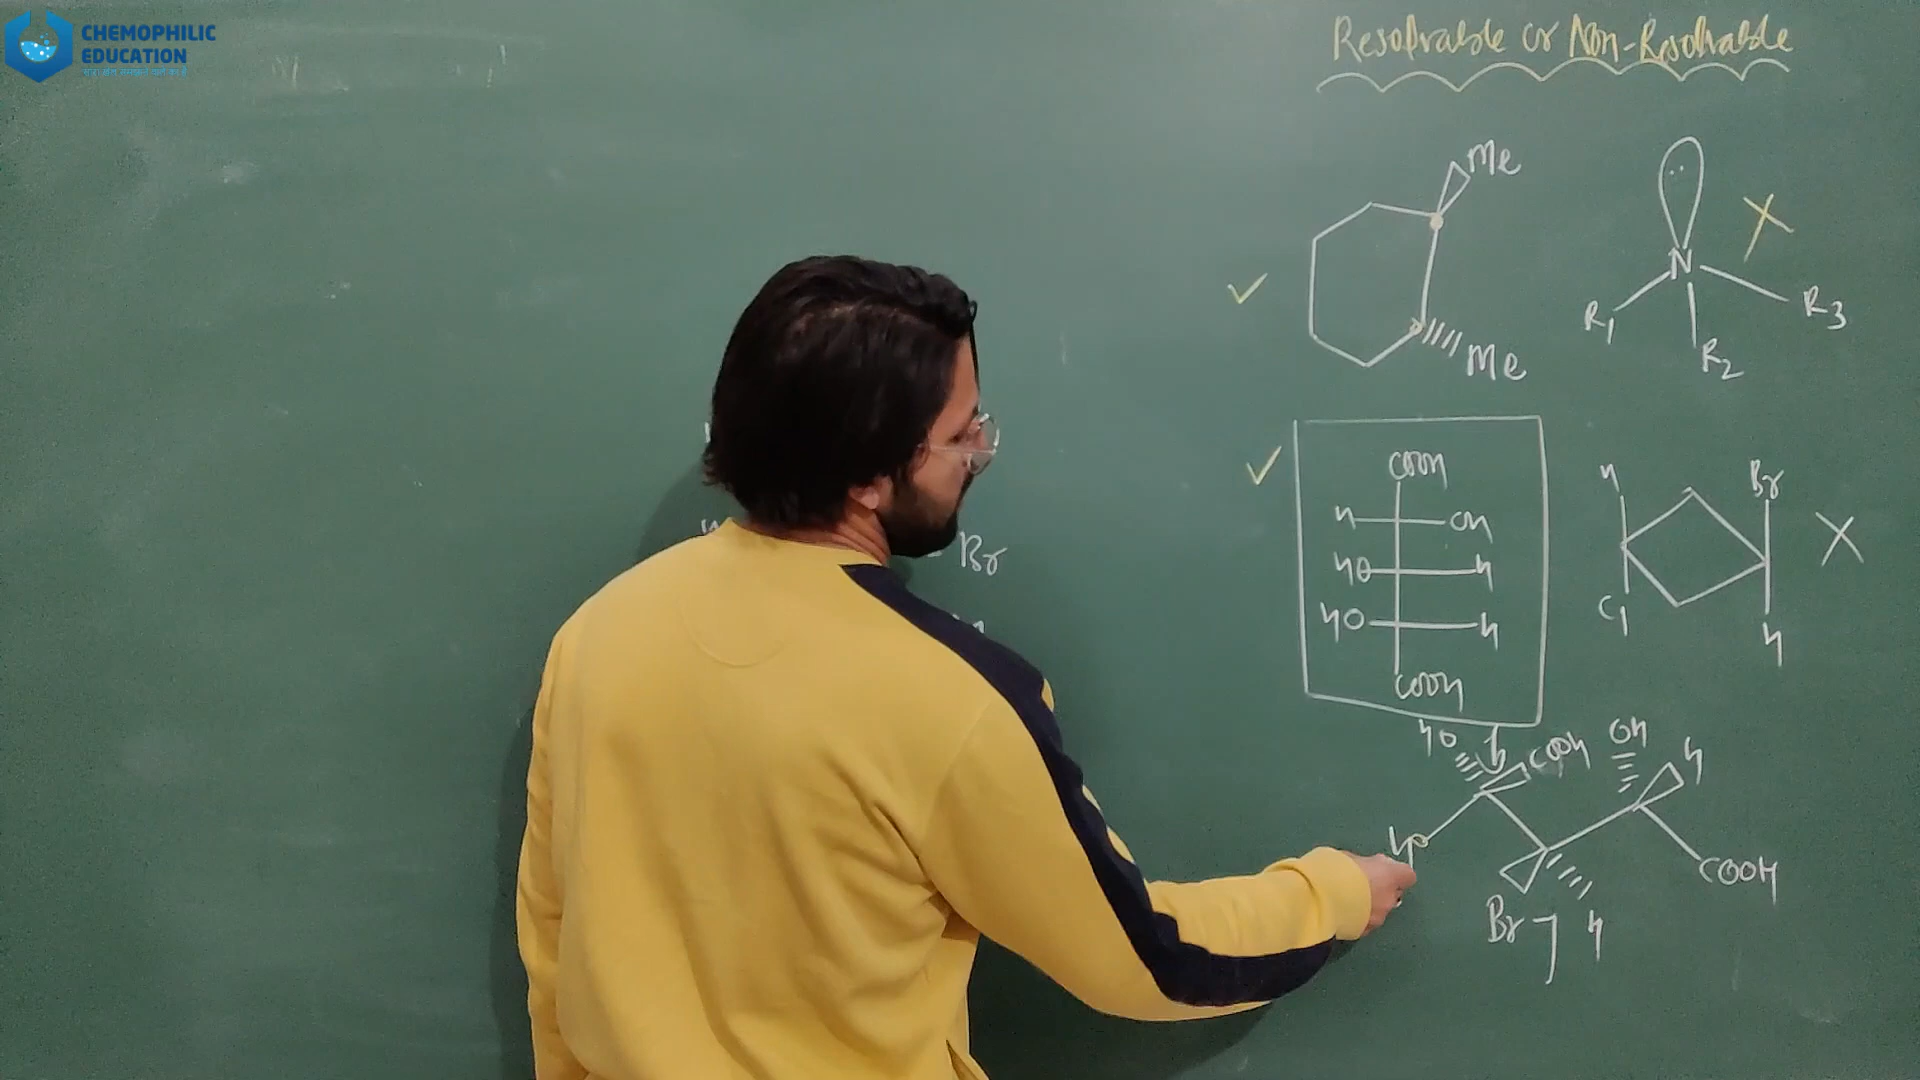 CHEMOPHILIC
EDUCATION
Resolvable or Non-Resolvable
Me
N
R1
R2
R3
Me
COOH
H
OH
HO
H
HO
H
COOH
H
Br
Cl
H
Br
HO
COOH
OH
H
HO
COOH
Br
H